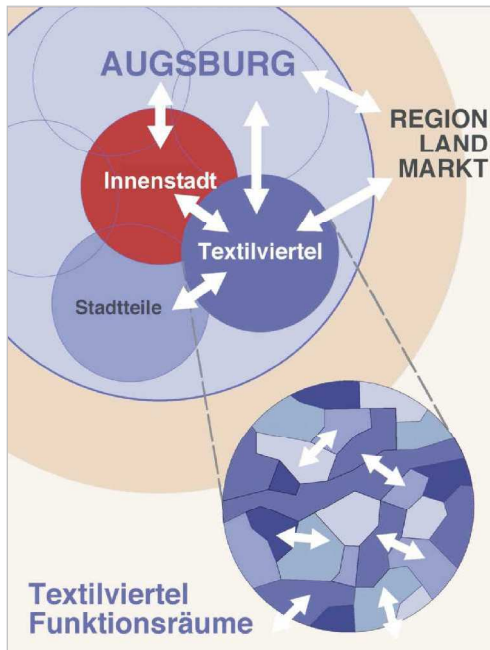 AUGSBURG
REGION
LAND
MARKT
Innenstadt
Textilviertel
Stadtteile
Textilviertel
Funktionsräume